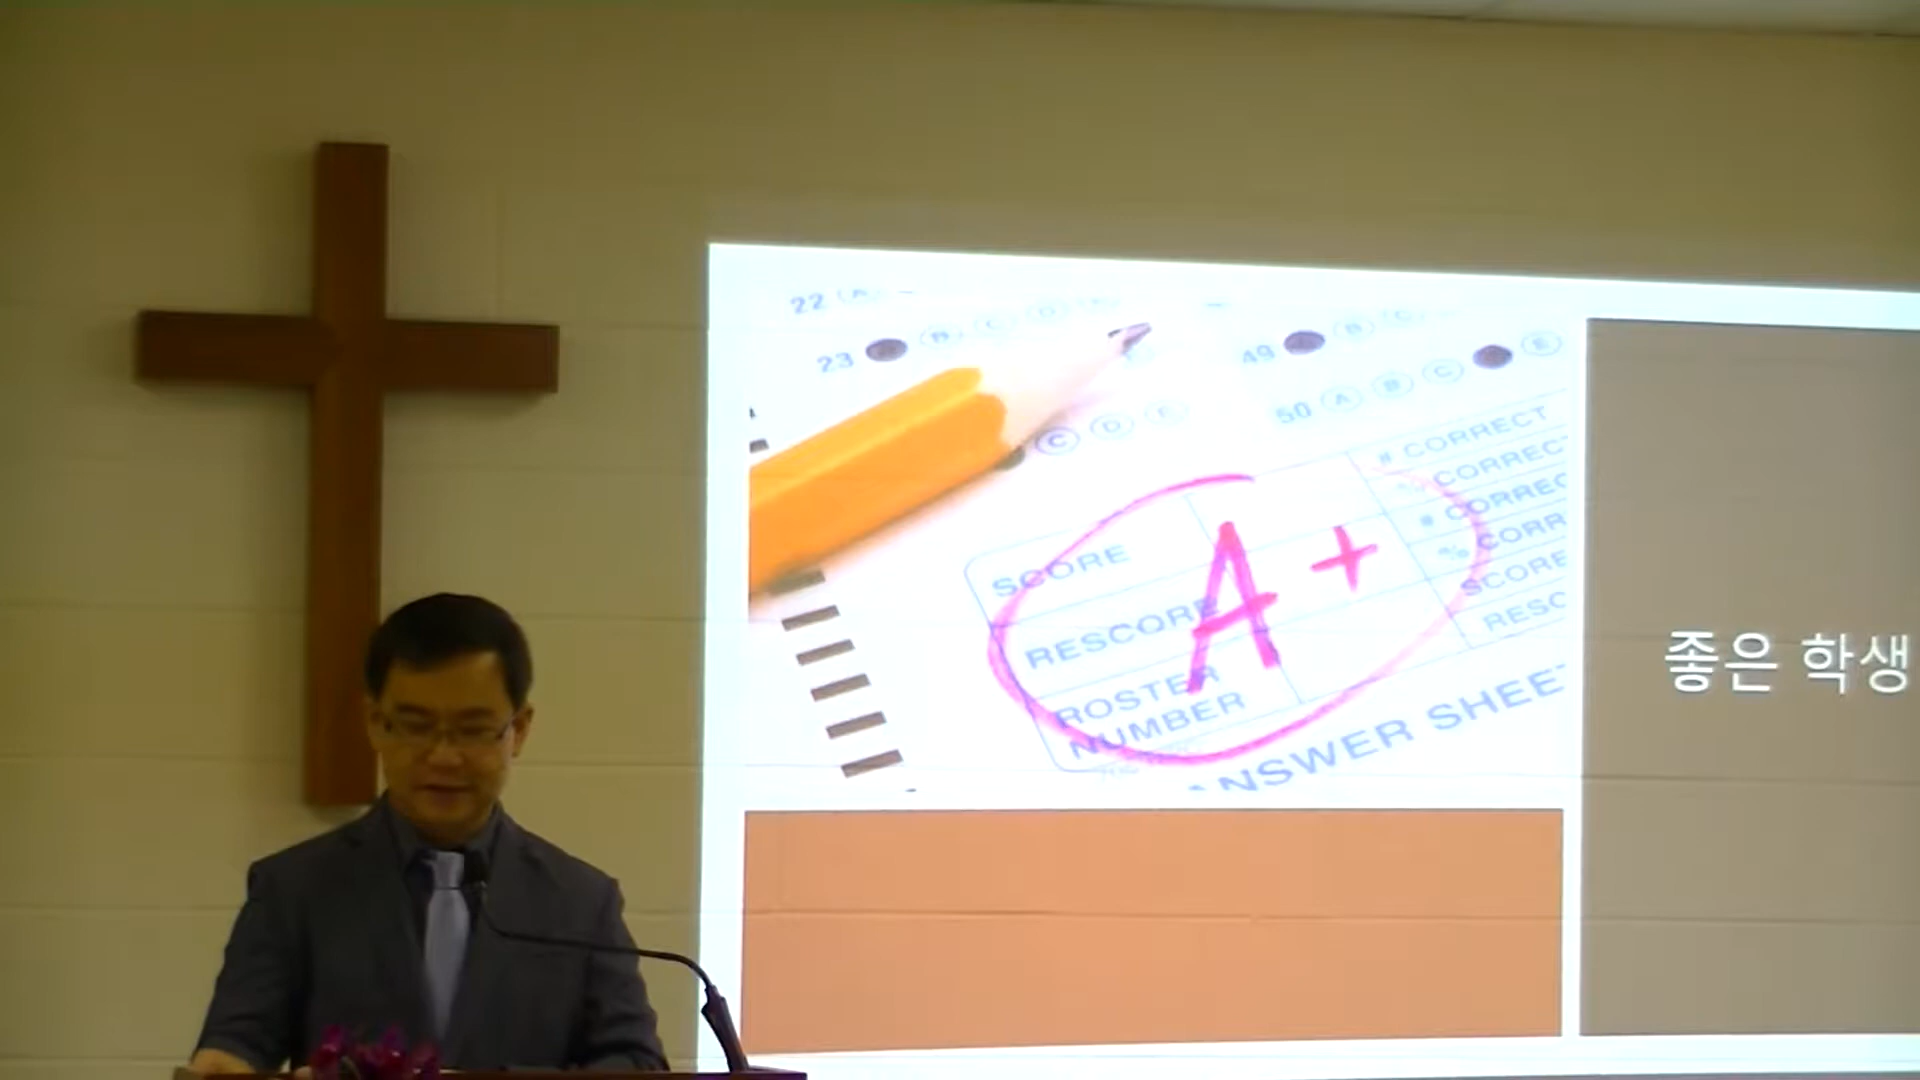 22 A
23 B C D
49 B C
C D E
50 A B C E
# CORRECT
% CORREC
# CORREC
% CORR
SCORE
RESC
SCORE
RESCORE
A+
ROSTER
NUMBER
ANSWER SHEET
좋은 학생